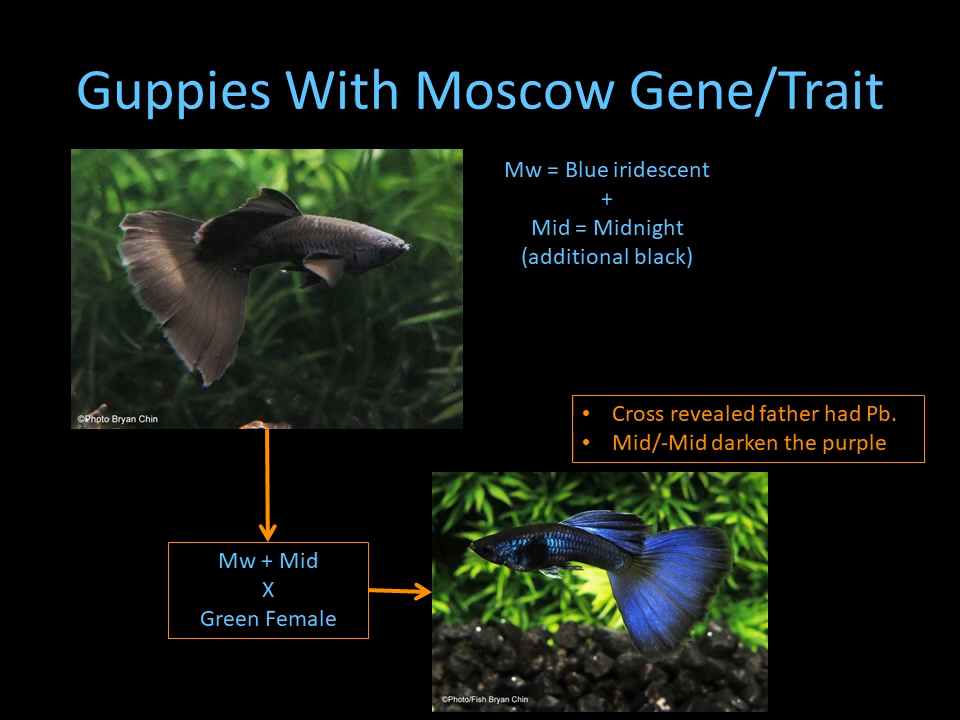 Guppies With Moscow Gene/Trait
Mw = Blue iridescent
+
Mid = Midnight
(additional black)
©Photo Bryan Chin
• Cross revealed father had Pb.
• Mid/-Mid darken the purple
Mw + Mid
X
Green Female
©Photo/Fish Bryan Chin